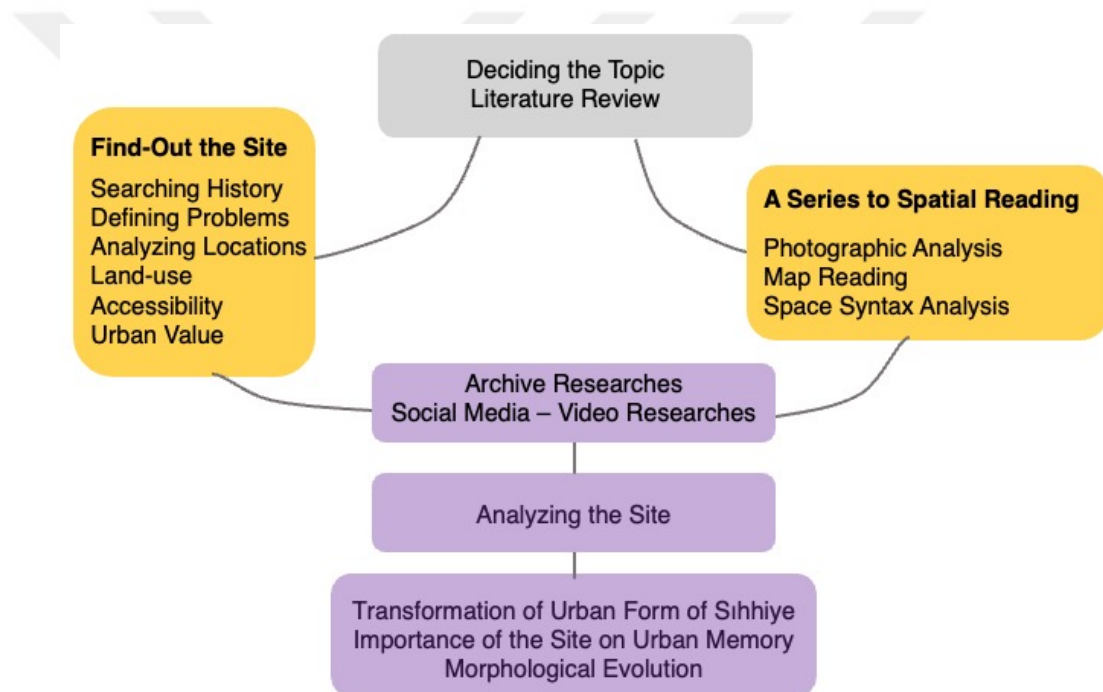 Deciding the Topic
Literature Review
Find-Out the Site
Searching History
Defining Problems
Analyzing Locations
Land-use
Accessibility
Urban Value
A Series to Spatial Reading
Photographic Analysis
Map Reading
Space Syntax Analysis
Archive Researches
Social Media – Video Researches
Analyzing the Site
Transformation of Urban Form of Sıhhiye
Importance of the Site on Urban Memory
Morphological Evolution